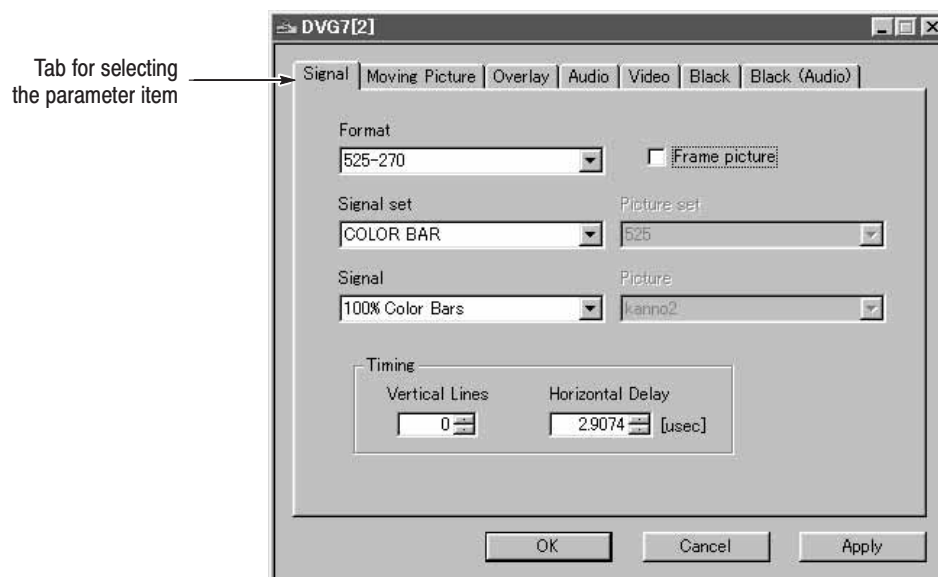 DVG7[2]
Tab for selecting
the parameter item
Signal Moving Picture Overlay Audio Video Black Black (Audio)
Format
525-270
Frame picture
Signal set Picture set
COLOR BAR 525
Signal Picture
100% Color Bars kanno2
Timing
Vertical Lines Horizontal Delay
0 2.9074 [usec]
OK Cancel Apply